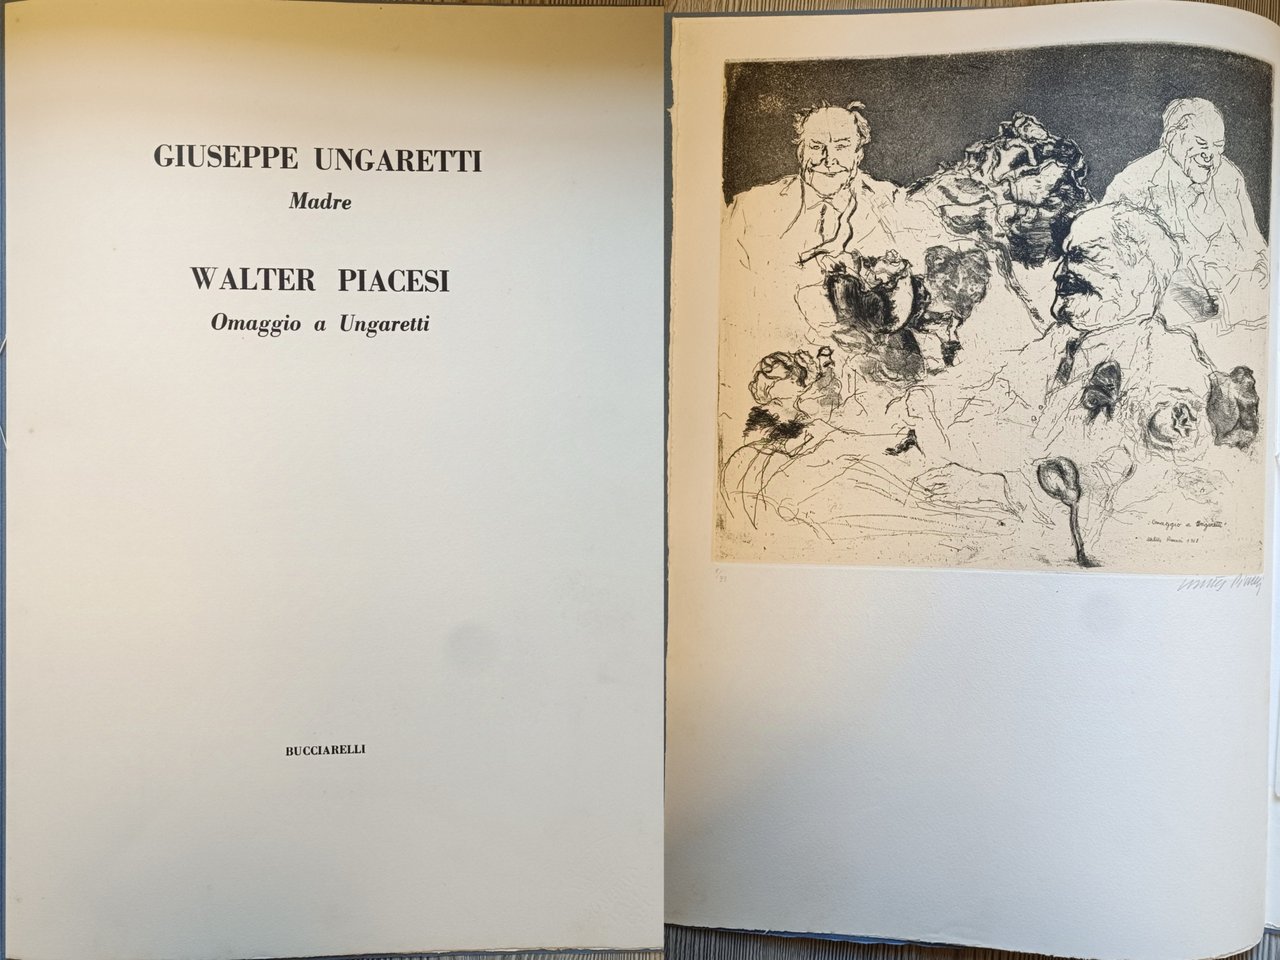 GIUSEPPE UNGARETTI
Madre
WALTER PIACESI
Omaggio a Ungaretti
BUCCIARELLI
"Omaggio a Ungaretti"